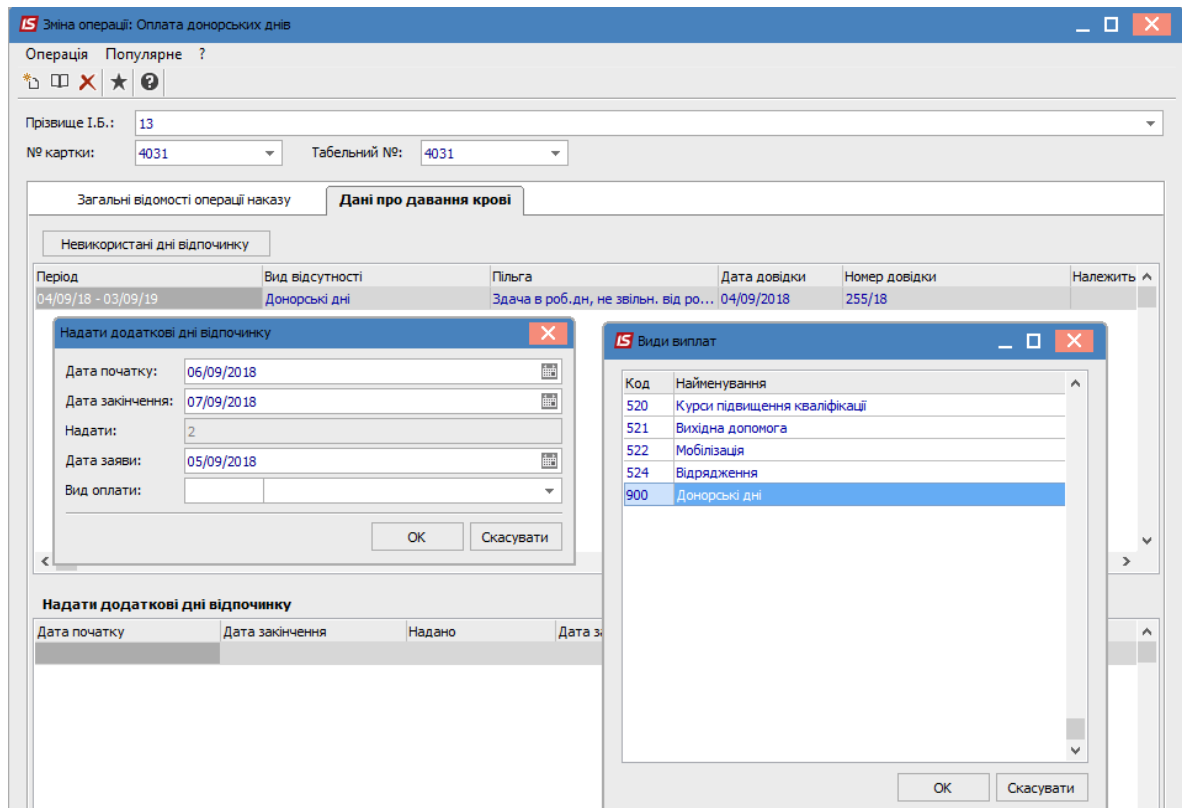 Зміна операції: Оплата донорських днів
Операція Популярне ?
Прізвище І.Б.: 13
№ картки: 4031 Табельний №: 4031
Загальні відомості операції наказу Дані про давання крові
Невикористані дні відпочинку
Період Вид відсутності Пільга Дата довідки Номер довідки Належить
04/09/18 - 03/09/19 Донорські дні Здача в роб.дн, не звільн. від ро... 04/09/2018 255/18
Надати додаткові дні відпочинку
Дата початку: 06/09/2018
Дата закінчення: 07/09/2018
Надати: 2
Дата заяви: 05/09/2018
Вид оплати:
ОК Скасувати
Види виплат
Код Найменування
520 Курси підвищення кваліфікації
521 Вихідна допомога
522 Мобілізація
524 Відрядження
900 Донорські дні
ОК Скасувати
Надати додаткові дні відпочинку
Дата початку Дата закінчення Надано Дата за